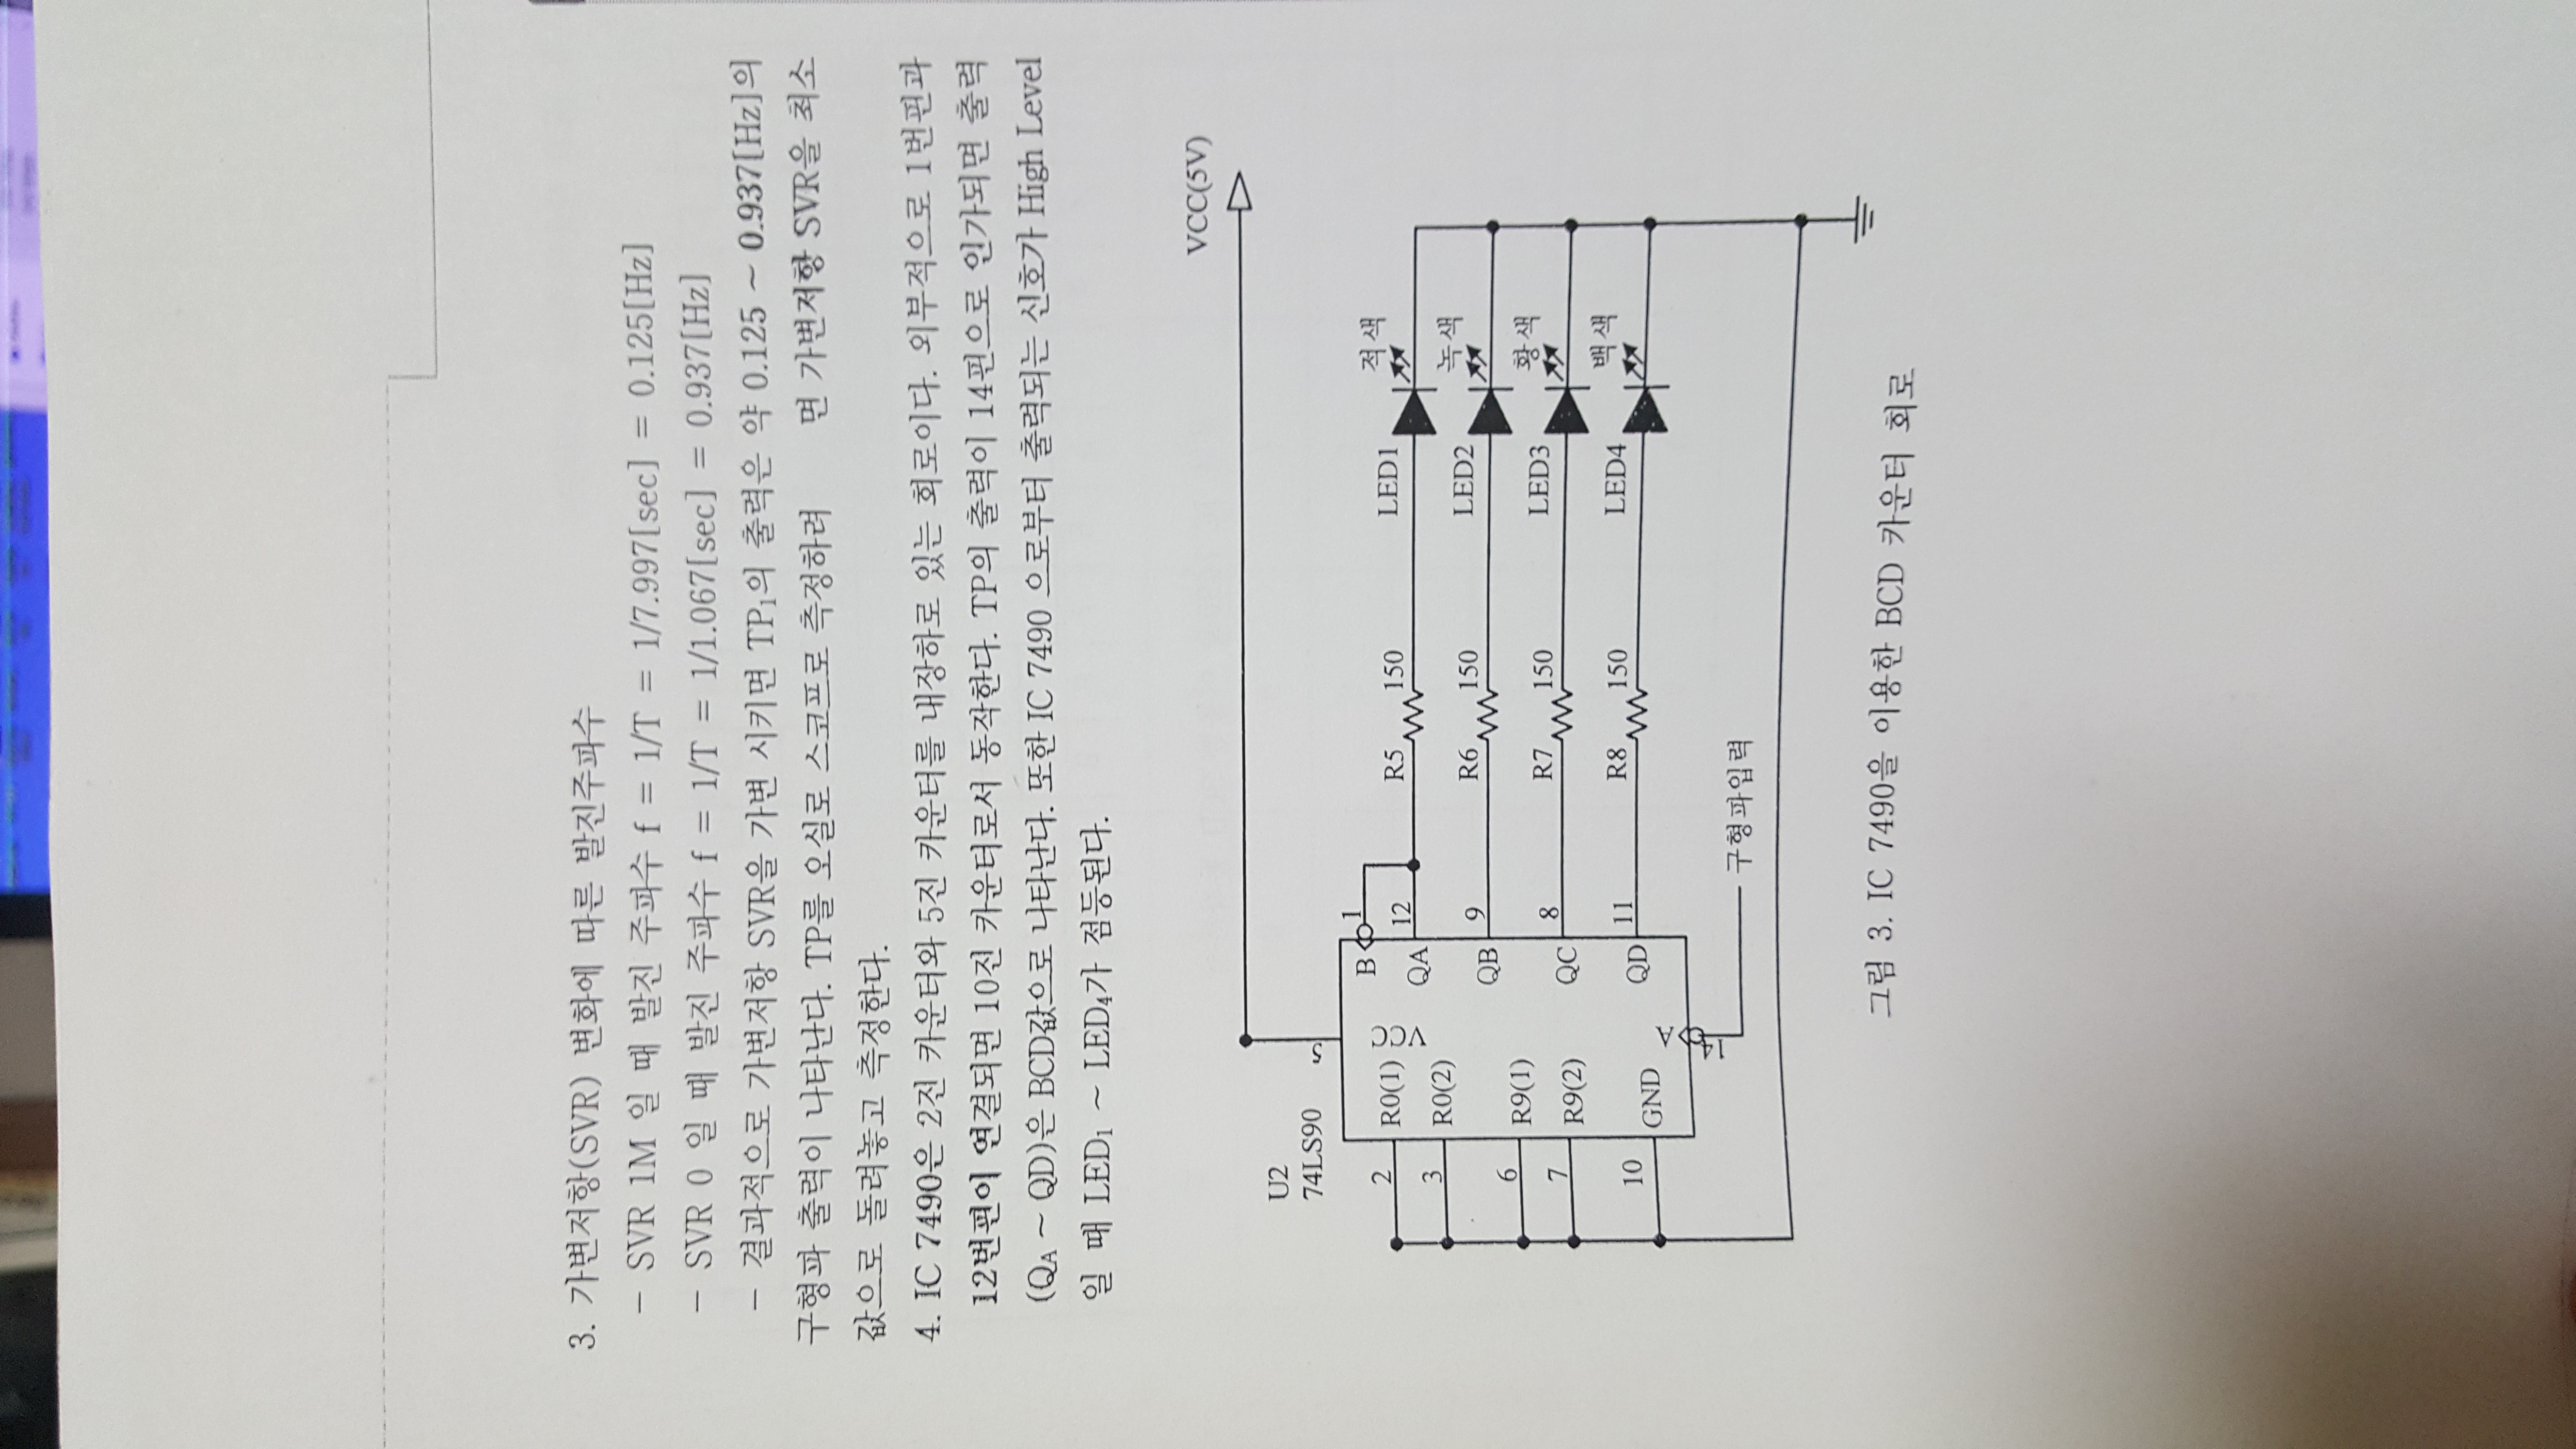 3. 가변저항(SVR) 변화에 따른 발진주파수
- SVR 1M 일 때 발진 주파수 f = 1/T = 1/7.997[sec] = 0.125[Hz]
- SVR 0 일 때 발진 주파수 f = 1/T = 1/1.067[sec] = 0.937[Hz]
- 결과적으로 가변저항 SVR을 가변 시키면 TP₁의 출력은 약 0.125 ~ 0.937[Hz]의
구형파 출력이 나타난다. TP를 오실로 스코프로 측정하려 면 가변저항 SVR을 최소
값으로 돌려놓고 측정한다.
4. IC 7490은 2진 카운터와 5진 카운터를 내장하로 있는 회로이다. 외부적으로 1번핀과
12번핀이 연결되면 10진 카운터로서 동작한다. TP의 출력이 14핀으로 인가되면 출력
(QA ~ QD)은 BCD값으로 나타난다. 또한 IC 7490 으로부터 출력되는 신호가 High Level
일 때 LED₁ ~ LED₄가 점등된다.
VCC(5V)
U2
74LS90
5
VCC
B 1
2 R0(1)
QA 12 R5 150 LED1 적색
3 R0(2)
QB 9 R6 150 LED2 녹색
6 R9(1)
QC 8 R7 150 LED3 황색
7 R9(2)
QD 11 R8 150 LED4 백색
10 GND
A
14
구형파입력
그림 3. IC 7490을 이용한 BCD 카운터 회로